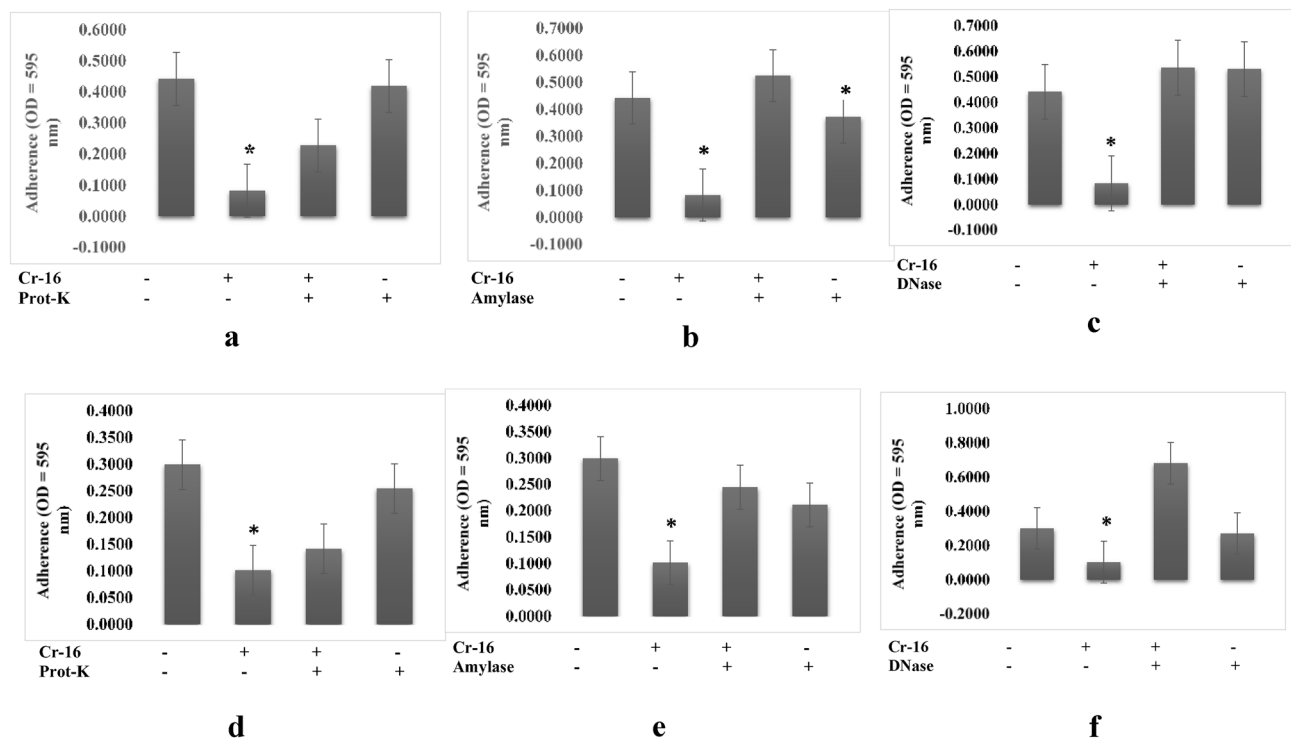 0.6000
0.5000
0.4000
0.3000
0.2000
0.1000
0.0000
-0.1000
Adherence (OD = 595
nm)
*
Cr-16 - + + -
Prot-K - - + +
a
0.7000
0.6000
0.5000
0.4000
0.3000
0.2000
0.1000
0.0000
-0.1000
Adherence (OD = 595
nm)
*
*
Cr-16 - + + -
Amylase - - + +
b
0.7000
0.6000
0.5000
0.4000
0.3000
0.2000
0.1000
0.0000
-0.1000
Adherence (OD = 595
nm)
*
Cr-16 - + + -
DNase - - + +
c
0.4000
0.3500
0.3000
0.2500
0.2000
0.1500
0.1000
0.0500
0.0000
Adherence (OD = 595
nm)
*
Cr-16 - + + -
Prot-K - - + +
d
0.4000
0.3500
0.3000
0.2500
0.2000
0.1500
0.1000
0.0500
0.0000
Adherence (OD = 595
nm)
*
Cr-16 - + + -
Amylase - - + +
e
1.0000
0.8000
0.6000
0.4000
0.2000
0.0000
-0.2000
Adherence (OD = 595
nm)
*
Cr-16 - + + -
DNase - - + +
f